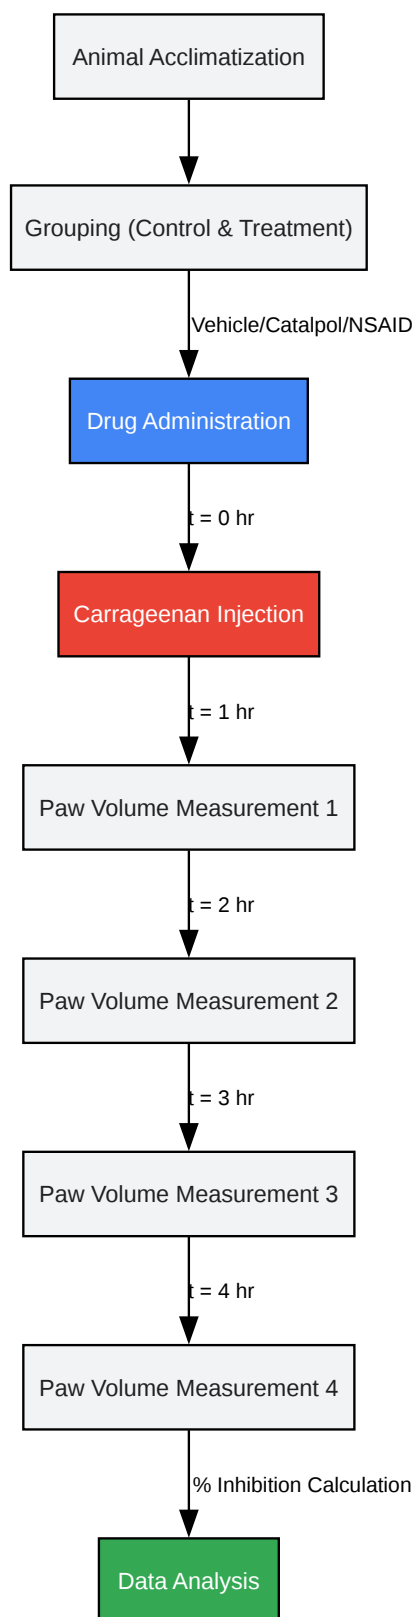 Animal Acclimatization
Grouping (Control & Treatment)
Vehicle/Catalpol/NSAID
Drug Administration
t = 0 hr
Carrageenan Injection
t = 1 hr
Paw Volume Measurement 1
t = 2 hr
Paw Volume Measurement 2
t = 3 hr
Paw Volume Measurement 3
t = 4 hr
Paw Volume Measurement 4
% Inhibition Calculation
Data Analysis